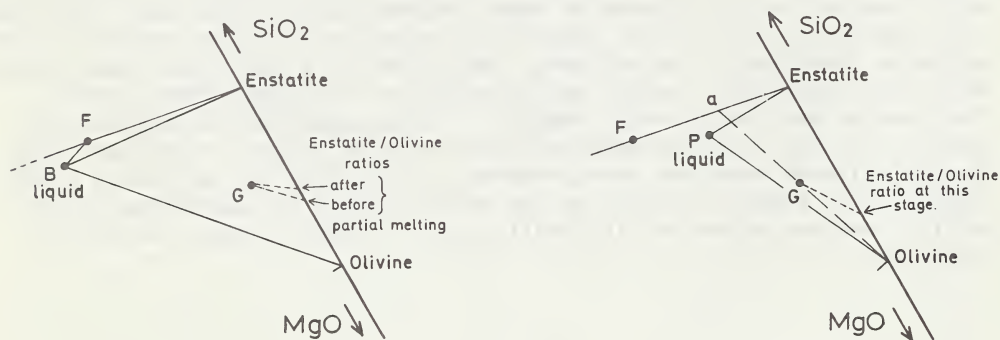 SiO2
Enstatite
F
B
liquid
Enstatite/Olivine
ratios
after
before
partial melting
G
Olivine
MgO
SiO2
Enstatite
a
F
P
liquid
G
Enstatite/Olivine
ratio at this
stage.
Olivine
MgO